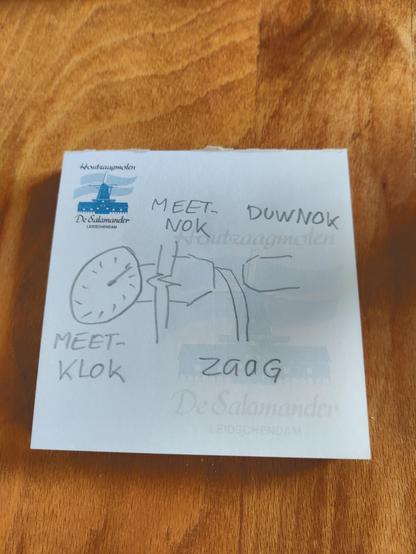 Houtzaagmolen
De Salamander
LEIDSCHENDAM
MEET-
NOK
DUWNOK
Houtzaagmolen
MEET-
KLOK
ZAAG
De Salamander
LEIDSCHENDAM